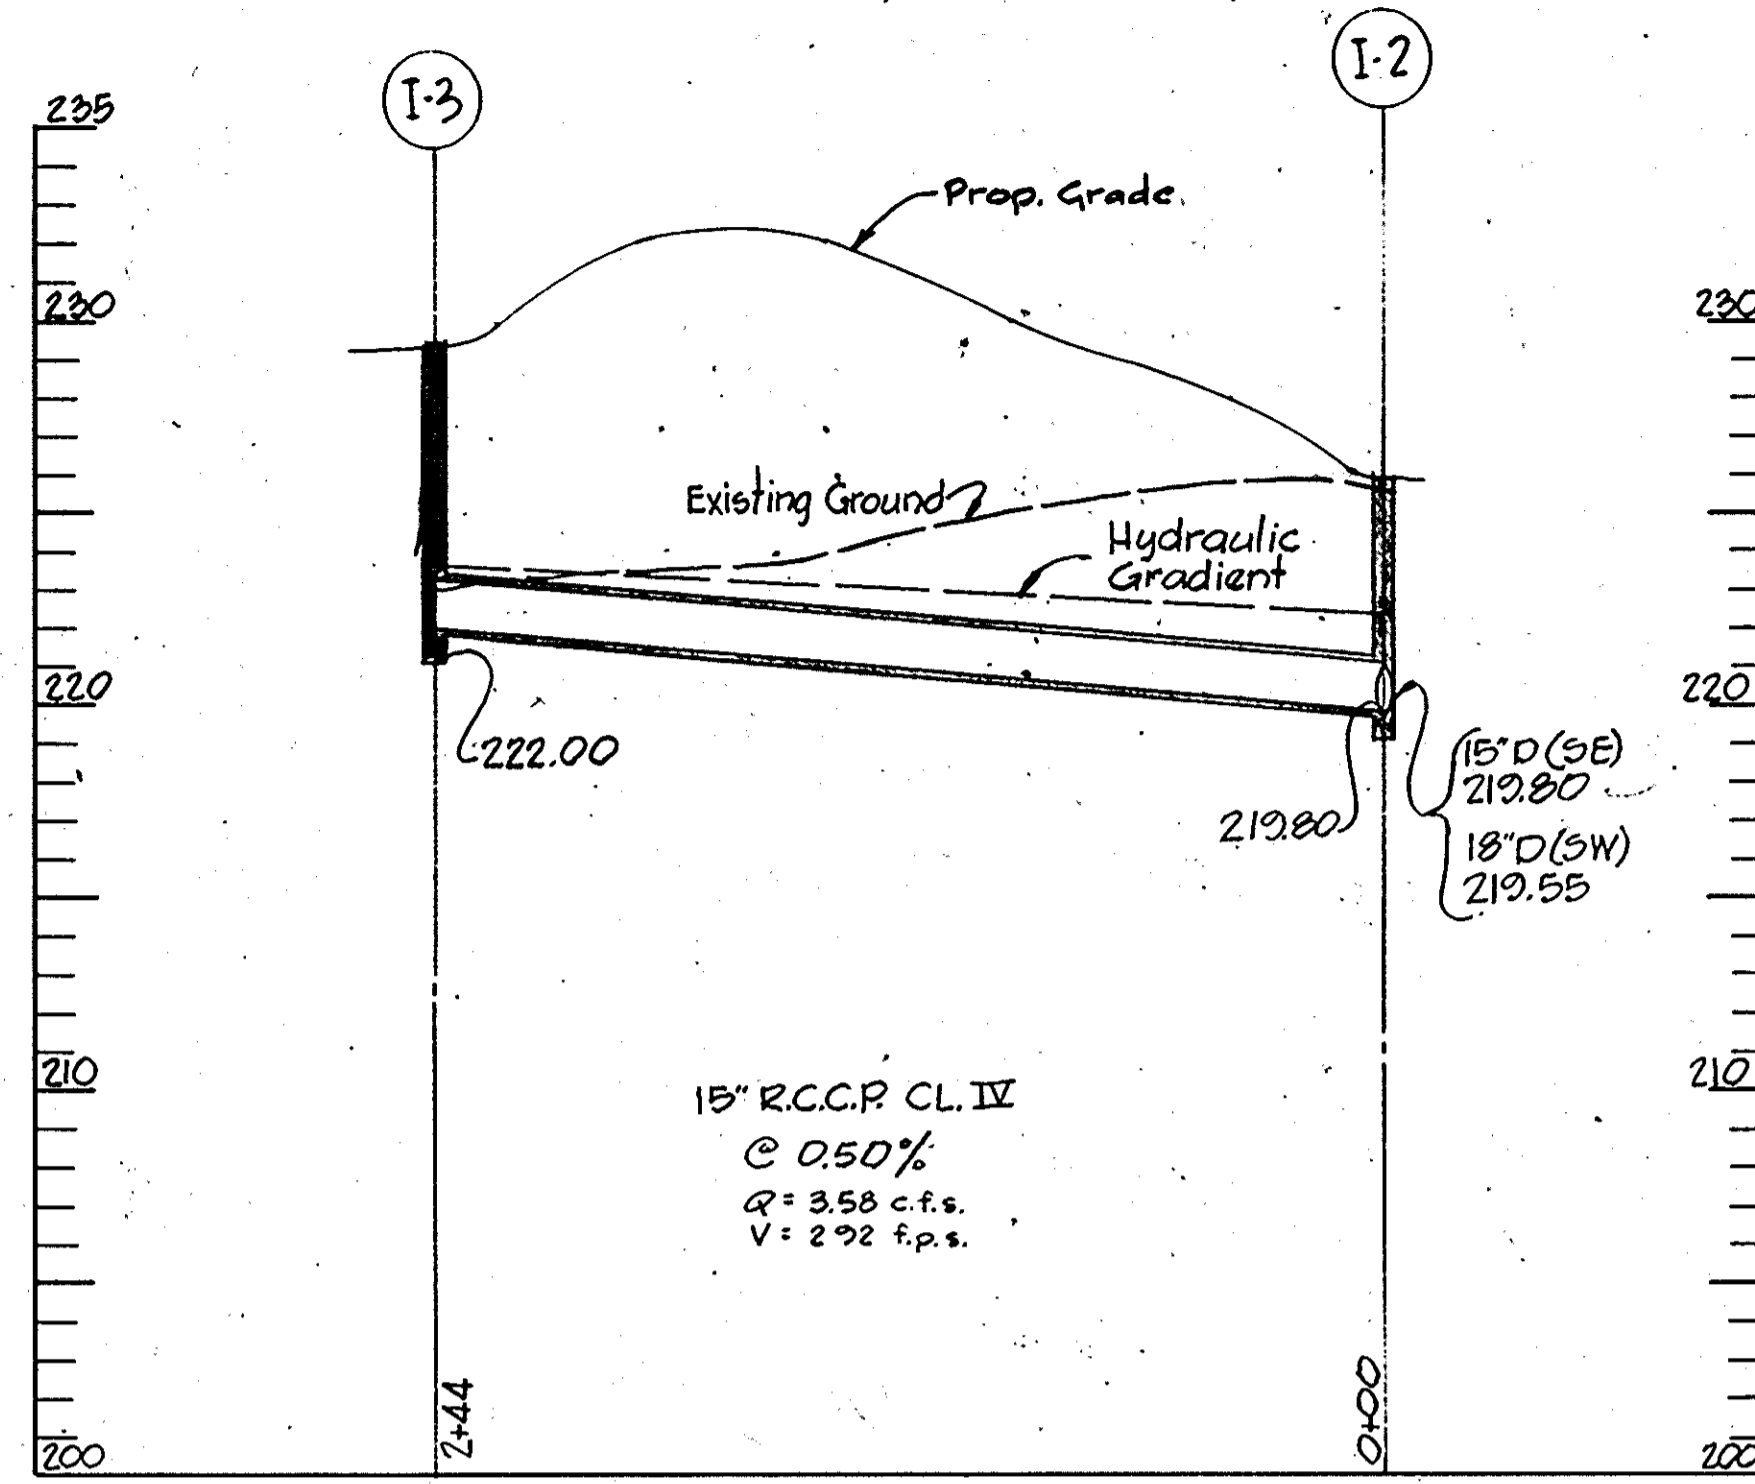 I-3
I-2
235
Prop. Grade.
230
230
Existing Ground
Hydraulic
Gradient
220
220
222.00
15"D (SE)
219.80
219.80
18"D (SW)
219.55
210
210
15" R.C.C.P. CL. IV
@ 0.50%
Q = 3.58 c.f.s.
V = 2.92 f.p.s.
2+44
0+00
200
200